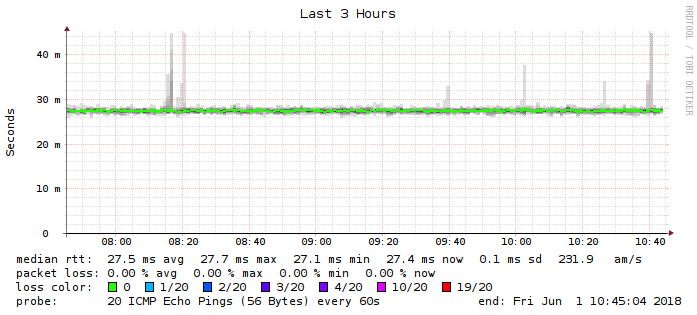 Last 3 Hours
RRDTOOL / TOBI OETIKER
Seconds
40 m
30 m
20 m
10 m
0
08:00 08:20 08:40 09:00 09:20 09:40 10:00 10:20 10:40
median rtt: 27.5 ms avg 27.7 ms max 27.1 ms min 27.4 ms now 0.1 ms sd 231.9 am/s
packet loss: 0.00 % avg 0.00 % max 0.00 % min 0.00 % now
loss color: 0 1/20 2/20 3/20 4/20 10/20 19/20
probe: 20 ICMP Echo Pings (56 Bytes) every 60s end: Fri Jun 1 10:45:04 2018